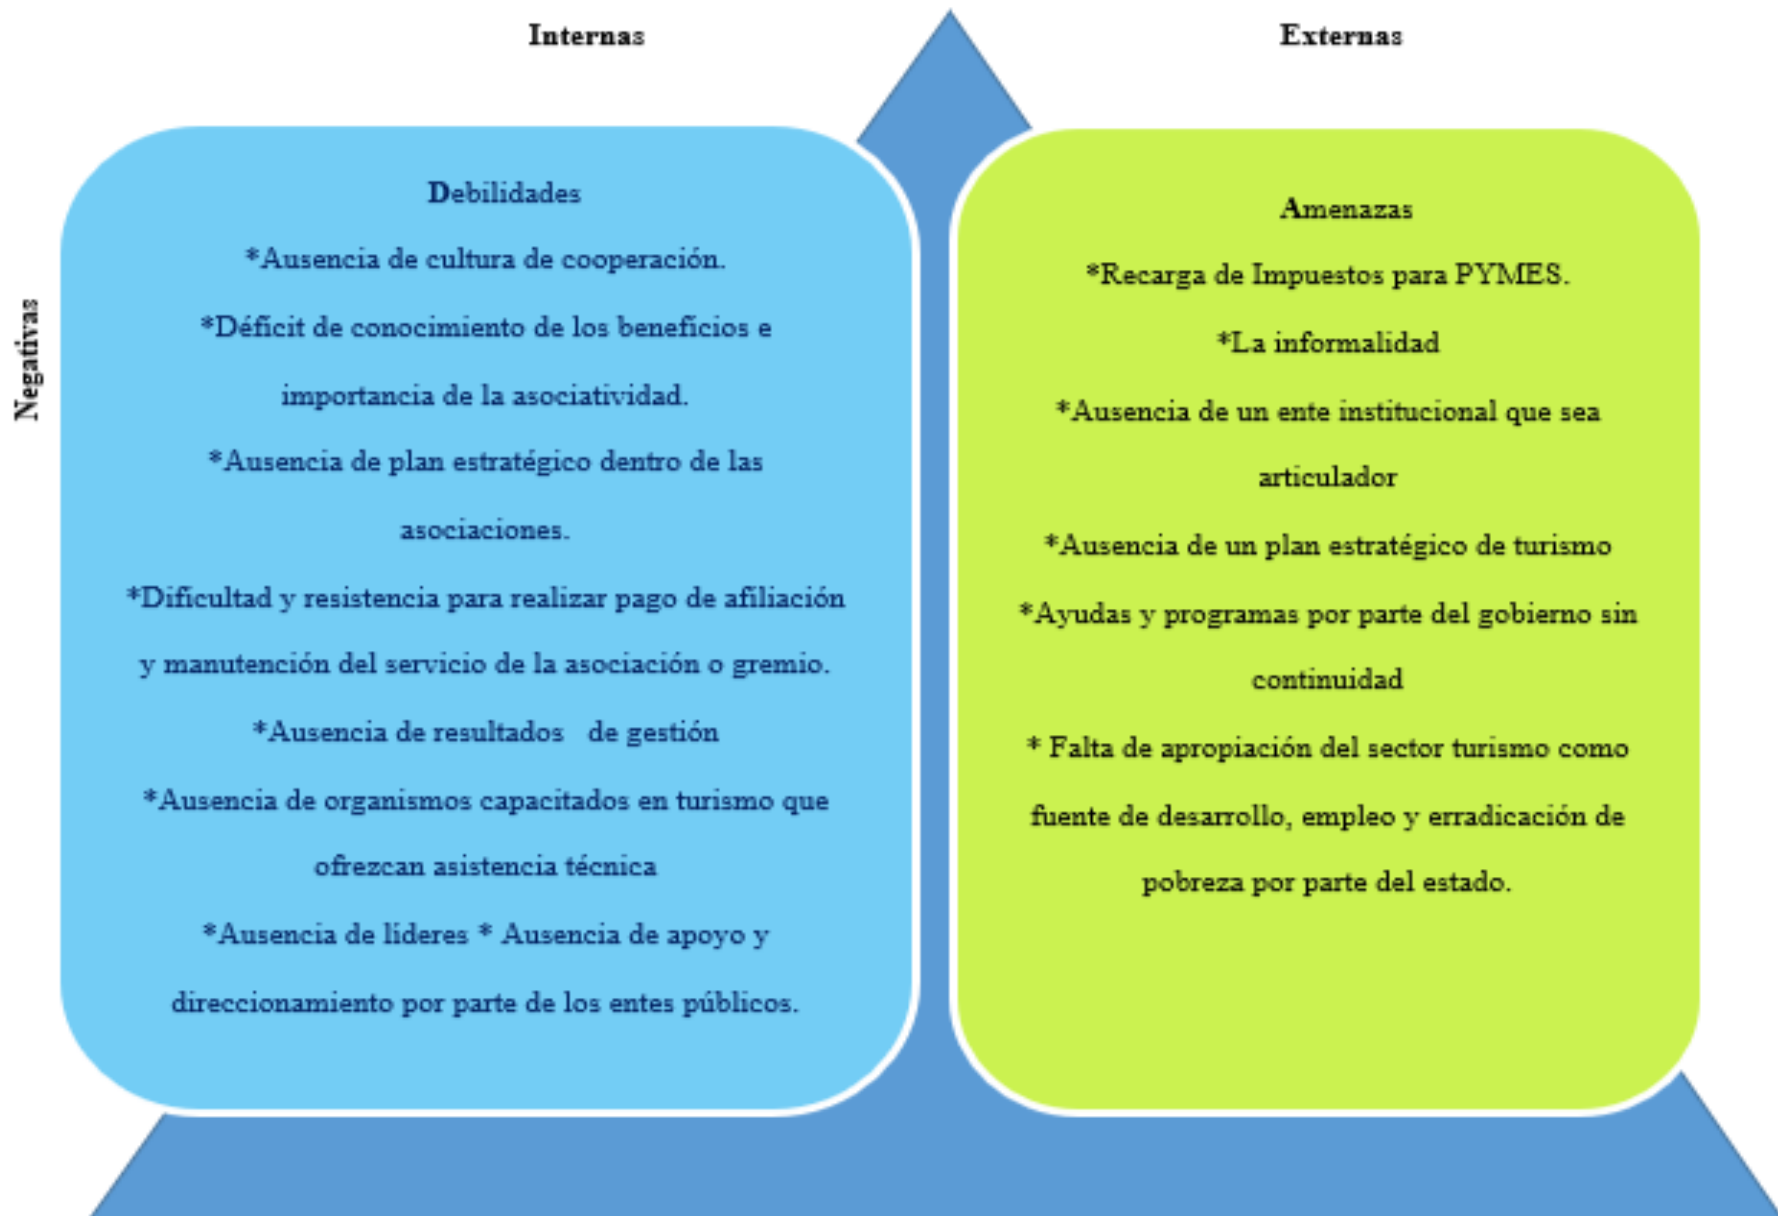 Internas
Externas
Negativas
Debilidades
*Ausencia de cultura de cooperación.
*Déficit de conocimiento de los beneficios e
importancia de la asociatividad.
*Ausencia de plan estratégico dentro de las
asociaciones.
*Dificultad y resistencia para realizar pago de afiliación
y manutención del servicio de la asociación o gremio.
*Ausencia de resultados   de gestión
*Ausencia de organismos capacitados en turismo que
ofrezcan asistencia técnica
*Ausencia de líderes * Ausencia de apoyo y
direccionamiento por parte de los entes públicos.
Amenazas
*Recarga de Impuestos para PYMES.
*La informalidad
*Ausencia de un ente institucional que sea
articulador
*Ausencia de un plan estratégico de turismo
*Ayudas y programas por parte del gobierno sin
continuidad
* Falta de apropiación del sector turismo como
fuente de desarrollo, empleo y erradicación de
pobreza por parte del estado.